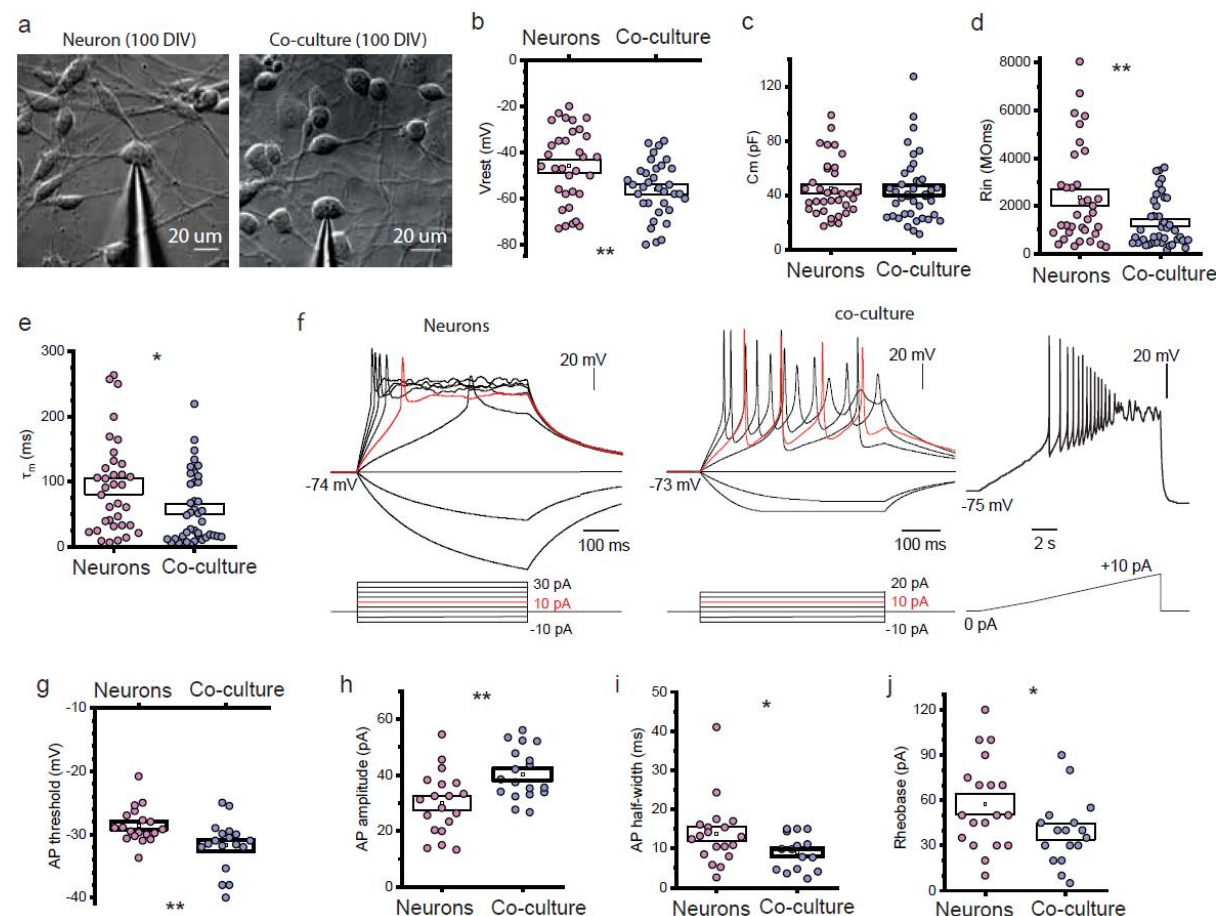 a
Neuron (100 DIV)
Co-culture (100 DIV)
20 um
20 um
b
Neurons Co-culture
0
-20
-40
-60
-80
Vrest (mV)
**
c
120
80
40
0
Cm (pF)
Neurons Co-culture
d
**
8000
6000
4000
2000
0
Rin (MOms)
Neurons
Co-culture
e
*
300
200
100
0
τm (ms)
Neurons Co-culture
f
Neurons
20 mV
-74 mV
100 ms
30 pA
10 pA
-10 pA
co-culture
20 mV
-73 mV
100 ms
20 pA
10 pA
-10 pA
20 mV
-75 mV
2 s
+10 pA
0 pA
g
Neurons Co-culture
-10
-20
-30
-40
AP threshold (mV)
**
h
**
60
40
20
0
AP amplitude (pA)
Neurons Co-culture
i
*
50
40
30
20
10
0
AP half-width (ms)
Neurons Co-culture
j
*
120
90
60
30
0
Rheobase (pA)
Neurons Co-culture